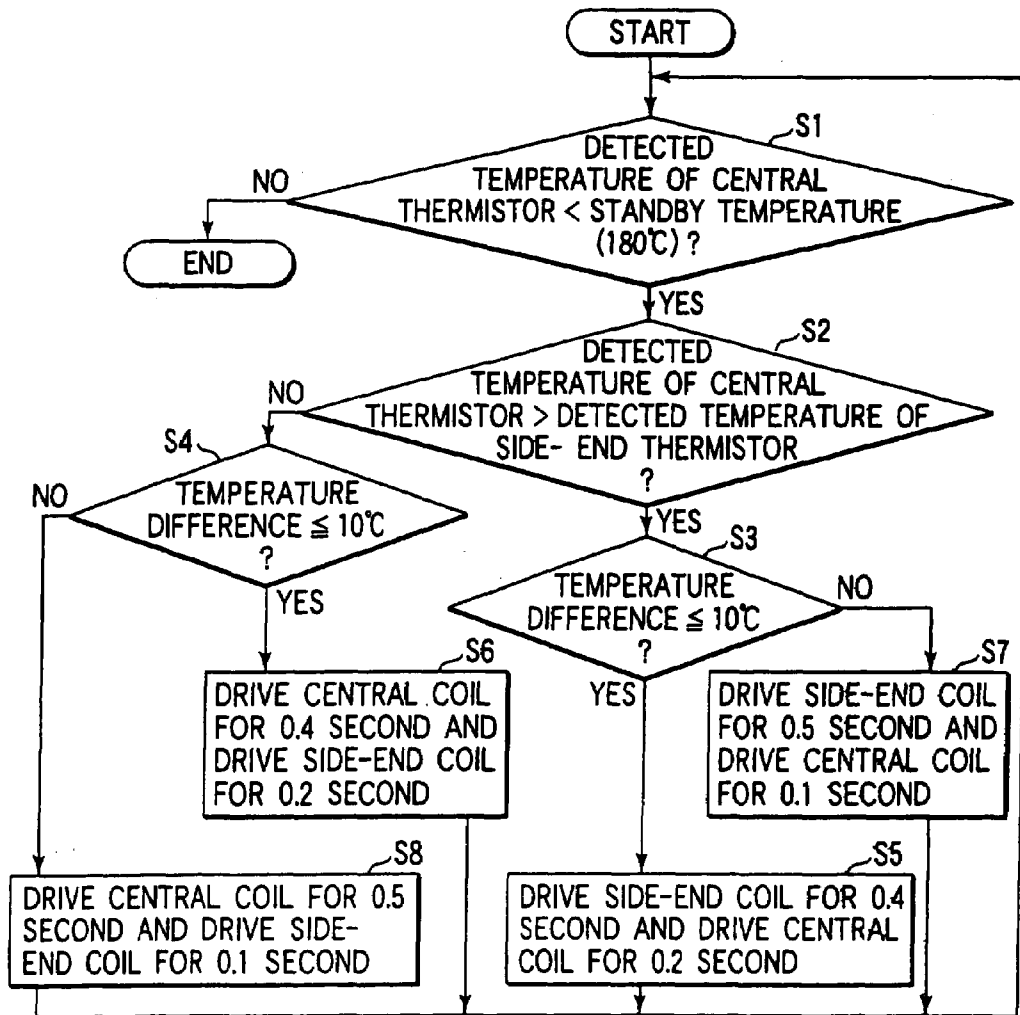 START
S1
DETECTED
TEMPERATURE OF CENTRAL
THERMISTOR < STANDBY TEMPERATURE
(180℃) ?
NO
END
YES
S2
DETECTED
TEMPERATURE OF CENTRAL
THERMISTOR > DETECTED TEMPERATURE OF
SIDE- END THERMISTOR
?
NO
S4
TEMPERATURE
DIFFERENCE ≦ 10℃
?
NO
YES
YES
S3
TEMPERATURE
DIFFERENCE ≦ 10℃
?
NO
YES
S6
DRIVE CENTRAL COIL
FOR 0.4 SECOND AND
DRIVE SIDE-END COIL
FOR 0.2 SECOND
S7
DRIVE SIDE-END COIL
FOR 0.5 SECOND AND
DRIVE CENTRAL COIL
FOR 0.1 SECOND
S8
DRIVE CENTRAL COIL FOR 0.5
SECOND AND DRIVE SIDE-
END COIL FOR 0.1 SECOND
S5
DRIVE SIDE-END COIL FOR 0.4
SECOND AND DRIVE CENTRAL
COIL FOR 0.2 SECOND